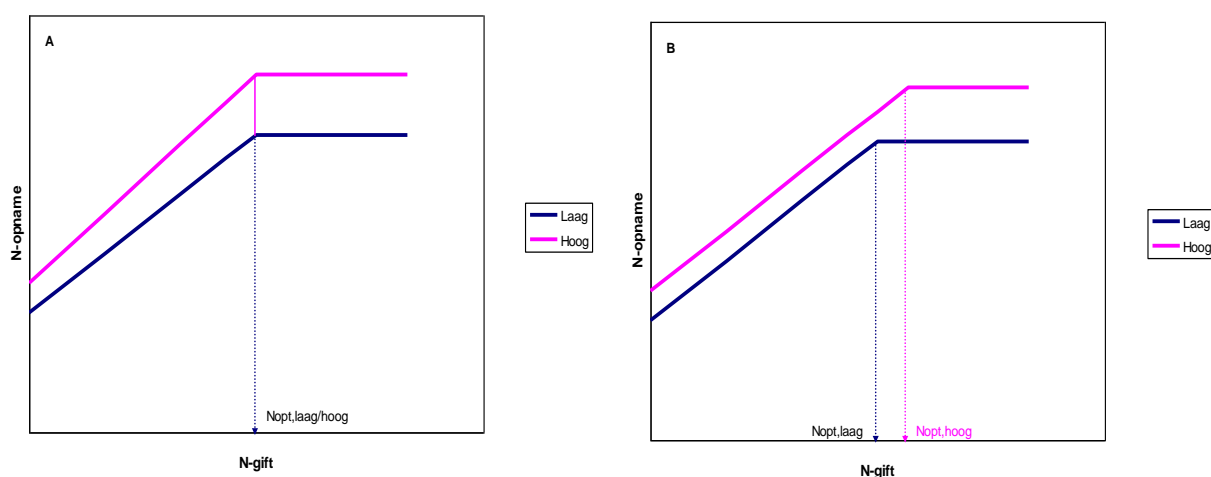 A
N-opname
Laag
Hoog
Nopt,laag/hoog
N-gift
B
N-opname
Laag
Hoog
Nopt,laag
Nopt,hoog
N-gift